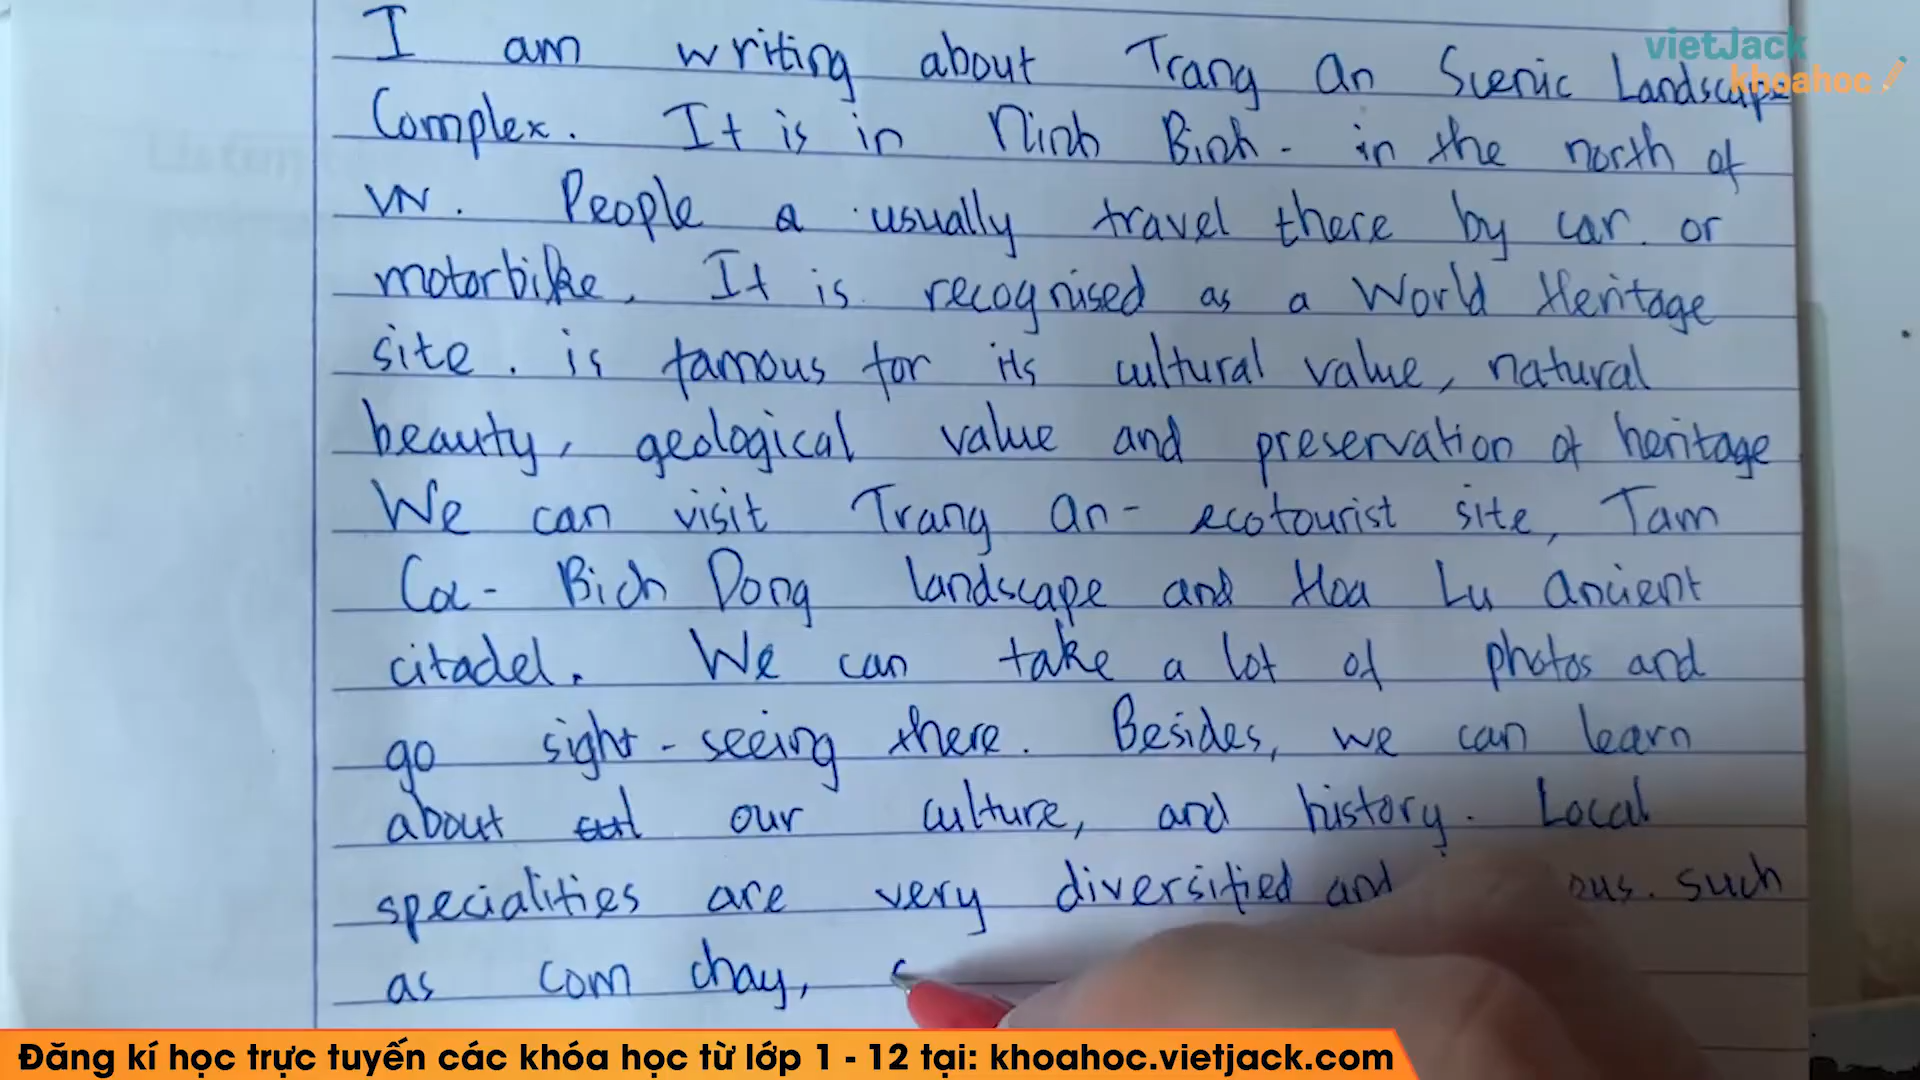 I am writing about Trang An Scenic Landscape
Complex. It is in Ninh Binh - in the north of
VN. People a usually travel there by car or
motorbike. It is recognised as a World Heritage
site. is famous for its cultural value, natural
beauty, geological value and preservation of heritage
We can visit Trang An - ecotourist site, Tam
Coc - Bich Dong landscape and Hoa Lu Ancient
citadel. We can take a lot of photos and
go sight-seeing there. Besides, we can learn
about our culture, and history. Local
specialities are very diversified and such
as com chay,
vietJack
khoahoc
Đăng kí học trực tuyến các khóa học từ lớp 1 - 12 tại: khoahoc.vietjack.com